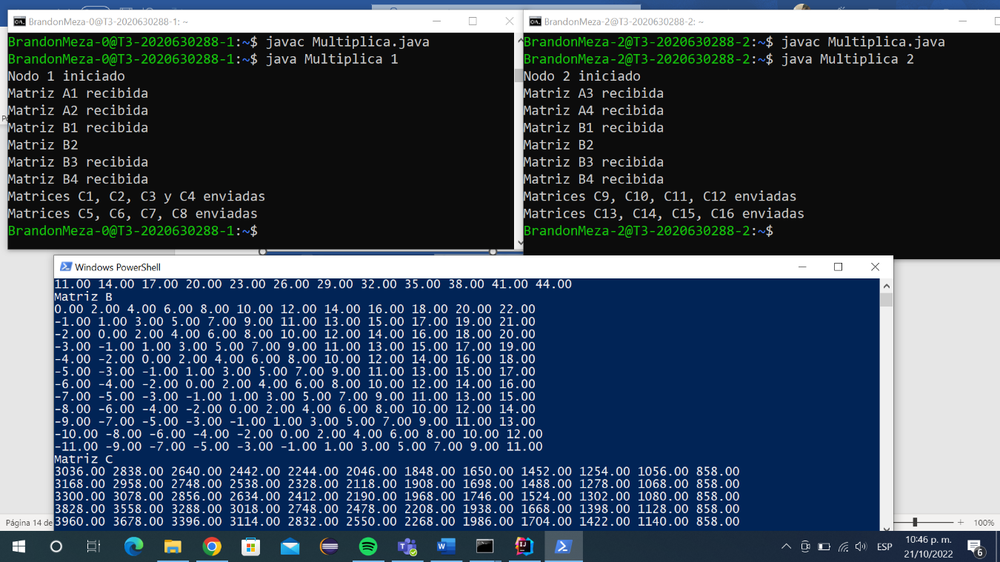 BrandonMeza-0@T3-2020630288-1: ~
BrandonMeza-0@T3-2020630288-1:~$ javac Multiplica.java
BrandonMeza-0@T3-2020630288-1:~$ java Multiplica 1
Nodo 1 iniciado
Matriz A1 recibida
Matriz A2 recibida
Matriz B1 recibida
Matriz B2
Matriz B3 recibida
Matriz B4 recibida
Matrices C1, C2, C3 y C4 enviadas
Matrices C5, C6, C7, C8 enviadas
BrandonMeza-0@T3-2020630288-1:~$
BrandonMeza-2@T3-2020630288-2: ~
BrandonMeza-2@T3-2020630288-2:~$ javac Multiplica.java
BrandonMeza-2@T3-2020630288-2:~$ java Multiplica 2
Nodo 2 iniciado
Matriz A3 recibida
Matriz A4 recibida
Matriz B1 recibida
Matriz B2
Matriz B3 recibida
Matriz B4 recibida
Matrices C9, C10, C11, C12 enviadas
Matrices C13, C14, C15, C16 enviadas
BrandonMeza-2@T3-2020630288-2:~$
Windows PowerShell
11.00 14.00 17.00 20.00 23.00 26.00 29.00 32.00 35.00 38.00 41.00 44.00
Matriz B
0.00 2.00 4.00 6.00 8.00 10.00 12.00 14.00 16.00 18.00 20.00 22.00
-1.00 1.00 3.00 5.00 7.00 9.00 11.00 13.00 15.00 17.00 19.00 21.00
-2.00 0.00 2.00 4.00 6.00 8.00 10.00 12.00 14.00 16.00 18.00 20.00
-3.00 -1.00 1.00 3.00 5.00 7.00 9.00 11.00 13.00 15.00 17.00 19.00
-4.00 -2.00 0.00 2.00 4.00 6.00 8.00 10.00 12.00 14.00 16.00 18.00
-5.00 -3.00 -1.00 1.00 3.00 5.00 7.00 9.00 11.00 13.00 15.00 17.00
-6.00 -4.00 -2.00 0.00 2.00 4.00 6.00 8.00 10.00 12.00 14.00 16.00
-7.00 -5.00 -3.00 -1.00 1.00 3.00 5.00 7.00 9.00 11.00 13.00 15.00
-8.00 -6.00 -4.00 -2.00 0.00 2.00 4.00 6.00 8.00 10.00 12.00 14.00
-9.00 -7.00 -5.00 -3.00 -1.00 1.00 3.00 5.00 7.00 9.00 11.00 13.00
-10.00 -8.00 -6.00 -4.00 -2.00 0.00 2.00 4.00 6.00 8.00 10.00 12.00
-11.00 -9.00 -7.00 -5.00 -3.00 -1.00 1.00 3.00 5.00 7.00 9.00 11.00
Matriz C
3036.00 2838.00 2640.00 2442.00 2244.00 2046.00 1848.00 1650.00 1452.00 1254.00 1056.00 858.00
3168.00 2958.00 2748.00 2538.00 2328.00 2118.00 1908.00 1698.00 1488.00 1278.00 1068.00 858.00
3300.00 3078.00 2856.00 2634.00 2412.00 2190.00 1968.00 1746.00 1524.00 1302.00 1080.00 858.00
3828.00 3558.00 3288.00 3018.00 2748.00 2478.00 2208.00 1938.00 1668.00 1398.00 1128.00 858.00
3960.00 3678.00 3396.00 3114.00 2832.00 2550.00 2268.00 1986.00 1704.00 1422.00 1140.00 858.00
Página 14 de
100%
ESP
10:46 p. m.
21/10/2022
6